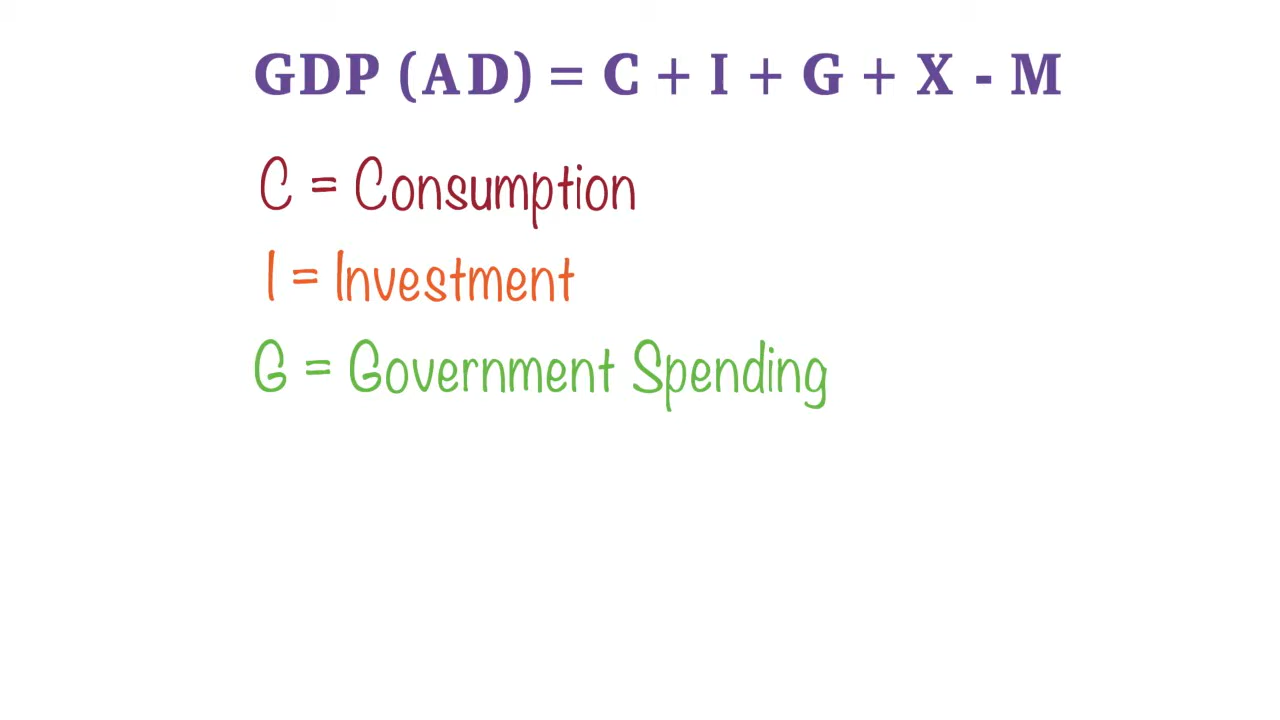 GDP (AD) = C + I + G + X - M
C = Consumption
I = Investment
G = Government Spending